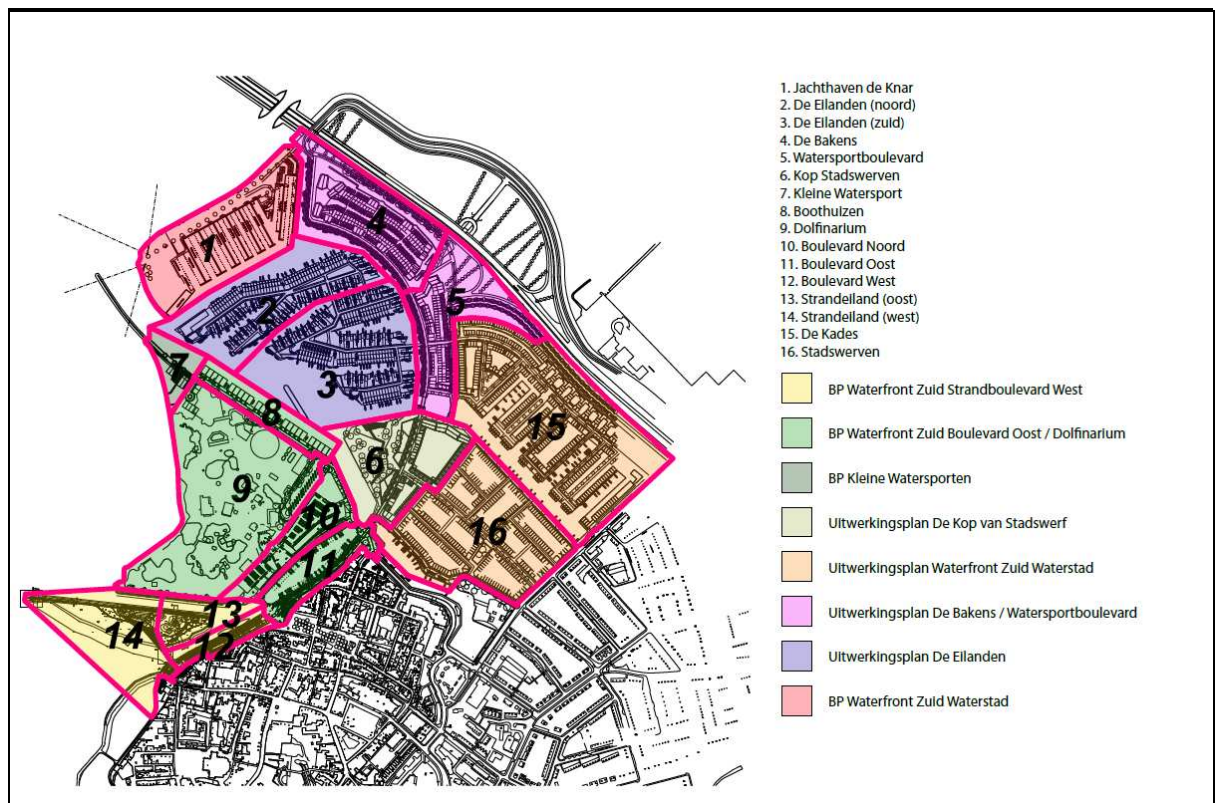 1. Jachthaven de Knar
2. De Eilanden (noord)
3. De Eilanden (zuid)
4. De Bakens
5. Watersportboulevard
6. Kop Stadswerven
7. Kleine Watersport
8. Boothuizen
9. Dolfinarium
10. Boulevard Noord
11. Boulevard Oost
12. Boulevard West
13. Strandeiland (oost)
14. Strandeiland (west)
15. De Kades
16. Stadswerven
BP Waterfront Zuid Strandboulevard West
BP Waterfront Zuid Boulevard Oost / Dolfinarium
BP Kleine Watersporten
Uitwerkingsplan De Kop van Stadswerf
Uitwerkingsplan Waterfront Zuid Waterstad
Uitwerkingsplan De Bakens / Watersportboulevard
Uitwerkingsplan De Eilanden
BP Waterfront Zuid Waterstad
1
4
2
5
3
7
8
15
6
9
10
16
11
13
14
12